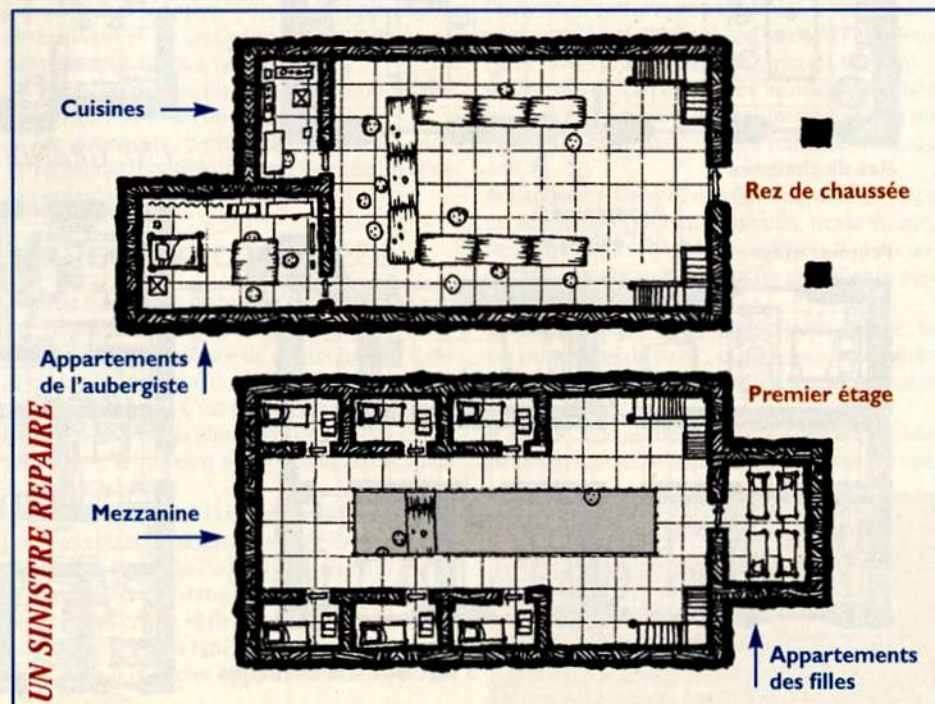 Cuisines
Rez de chaussée
Appartements
de l'aubergiste
Premier étage
Mezzanine
Appartements
des filles
UN SINISTRE REPAIRE